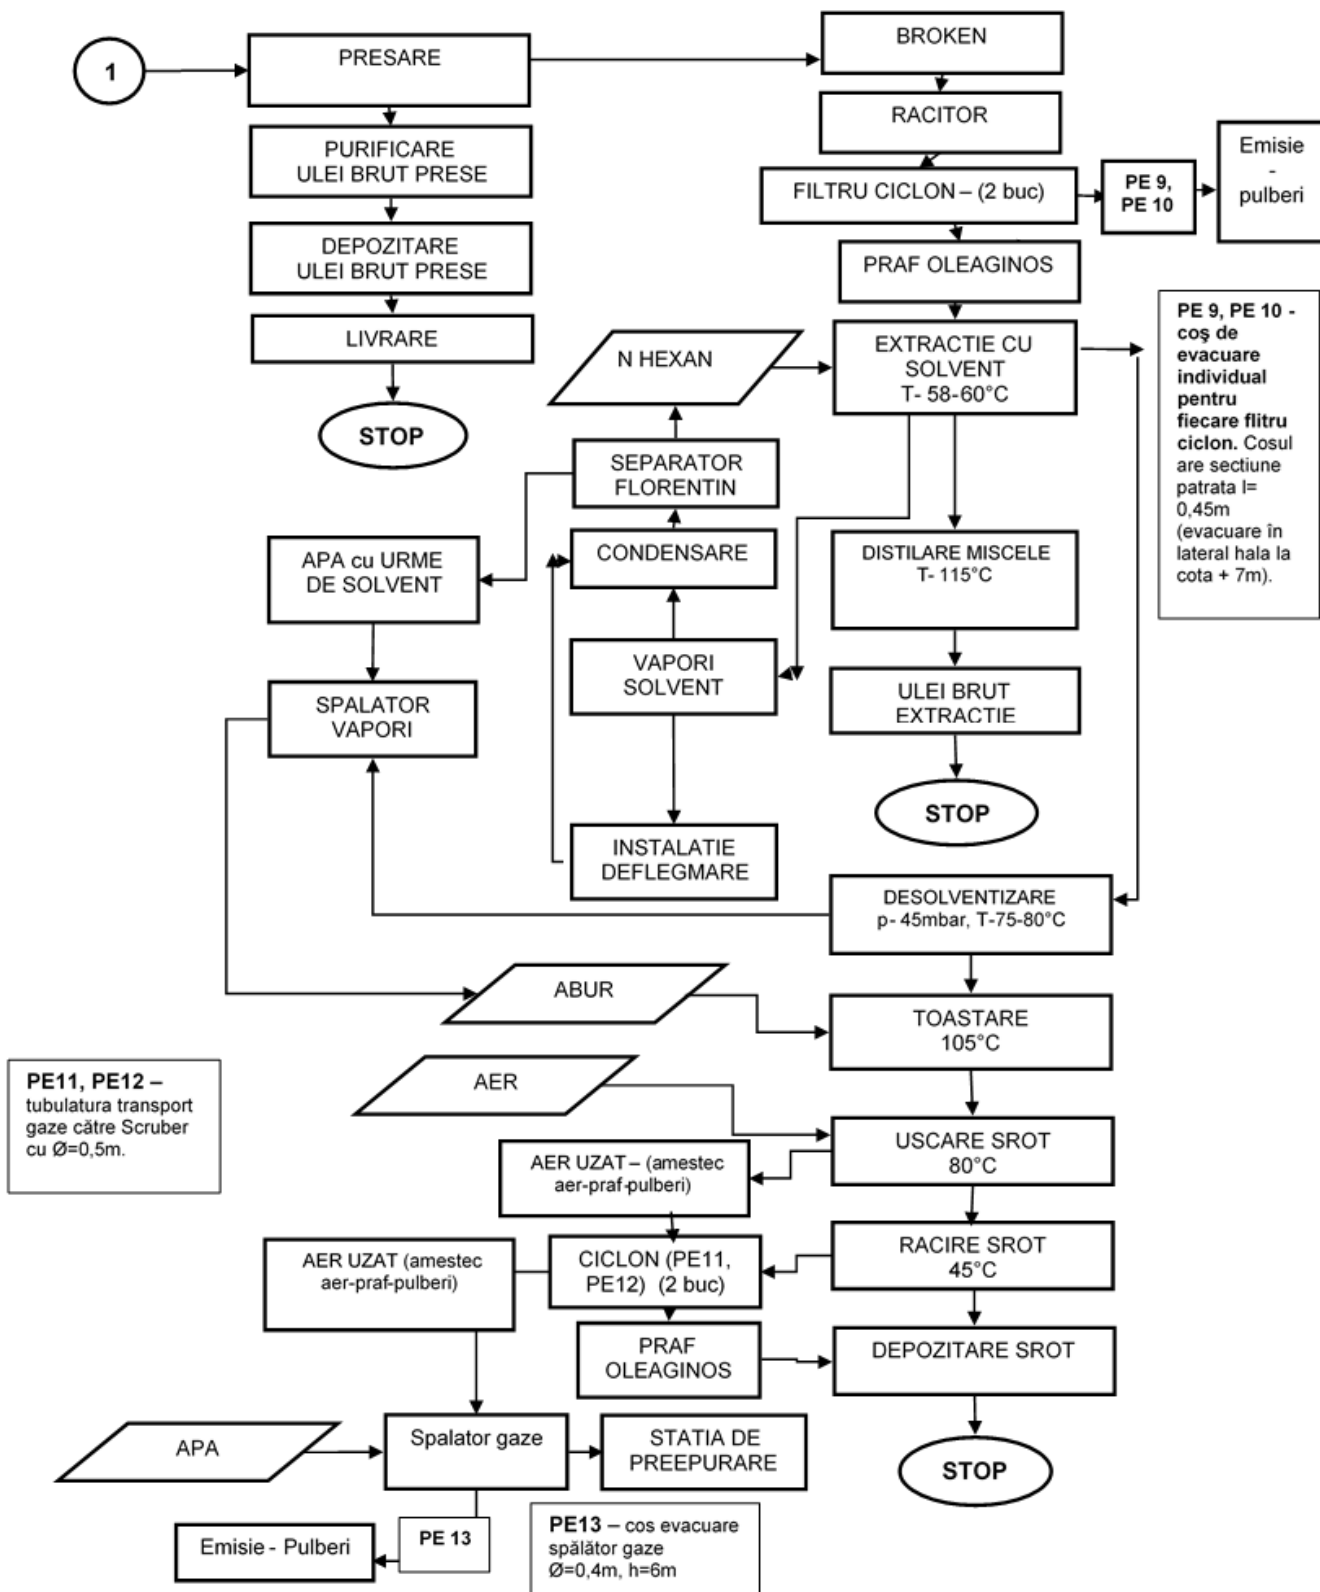 1
PRESARE
BROKEN
RACITOR
PURIFICARE
ULEI BRUT PRESE
FILTRU CICLON – (2 buc)
PE 9,
PE 10
Emisie
-
pulberi
DEPOZITARE
ULEI BRUT PRESE
PRAF OLEAGINOS
LIVRARE
N HEXAN
EXTRACTIE CU
SOLVENT
T- 58-60°C
PE 9, PE 10 -
coş de
evacuare
individual
pentru
fiecare flitru
ciclon. Cosul
are sectiune
patrata l=
0,45m
(evacuare în
lateral hala la
cota + 7m).
STOP
SEPARATOR
FLORENTIN
APA cu URME
DE SOLVENT
CONDENSARE
DISTILARE MISCELE
T- 115°C
SPALATOR
VAPORI
VAPORI
SOLVENT
ULEI BRUT
EXTRACTIE
STOP
INSTALATIE
DEFLEGMARE
DESOLVENTIZARE
p- 45mbar, T-75-80°C
ABUR
TOASTARE
105°C
PE11, PE12 –
tubulatura transport
gaze către Scruber
cu Ø=0,5m.
AER
USCARE SROT
80°C
AER UZAT – (amestec
aer-praf-pulberi)
AER UZAT (amestec
aer-praf-pulberi)
CICLON (PE11,
PE12) (2 buc)
RACIRE SROT
45°C
PRAF
OLEAGINOS
DEPOZITARE SROT
APA
Spalator gaze
STATIA DE
PREEPURARE
STOP
Emisie - Pulberi
PE 13
PE13 – cos evacuare
spălător gaze
Ø=0,4m, h=6m